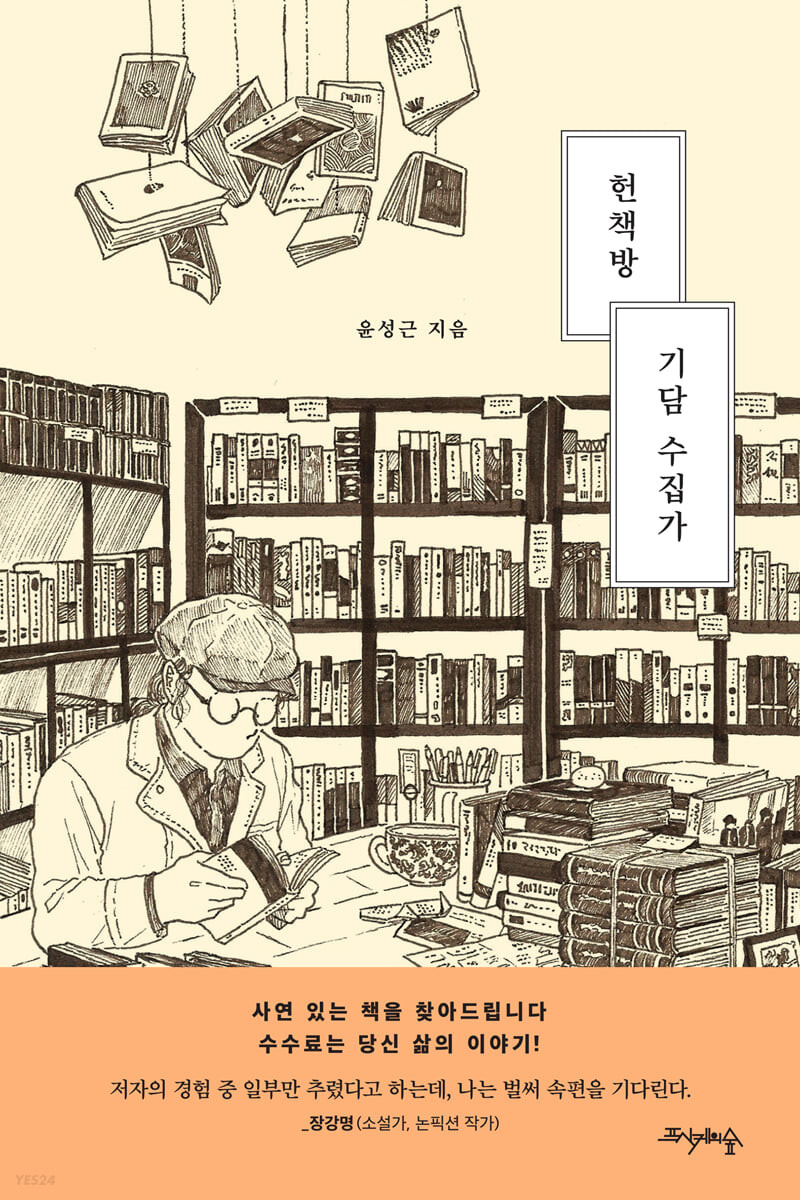 헌책방
기담 수집가
윤성근 지음
사연 있는 책을 찾아드립니다
수수료는 당신 삶의 이야기!
저자의 경험 중 일부만 추렸다고 하는데, 나는 벌써 속편을 기다린다.
_장강명(소설가, 논픽션 작가)
프시케의숲
YES24